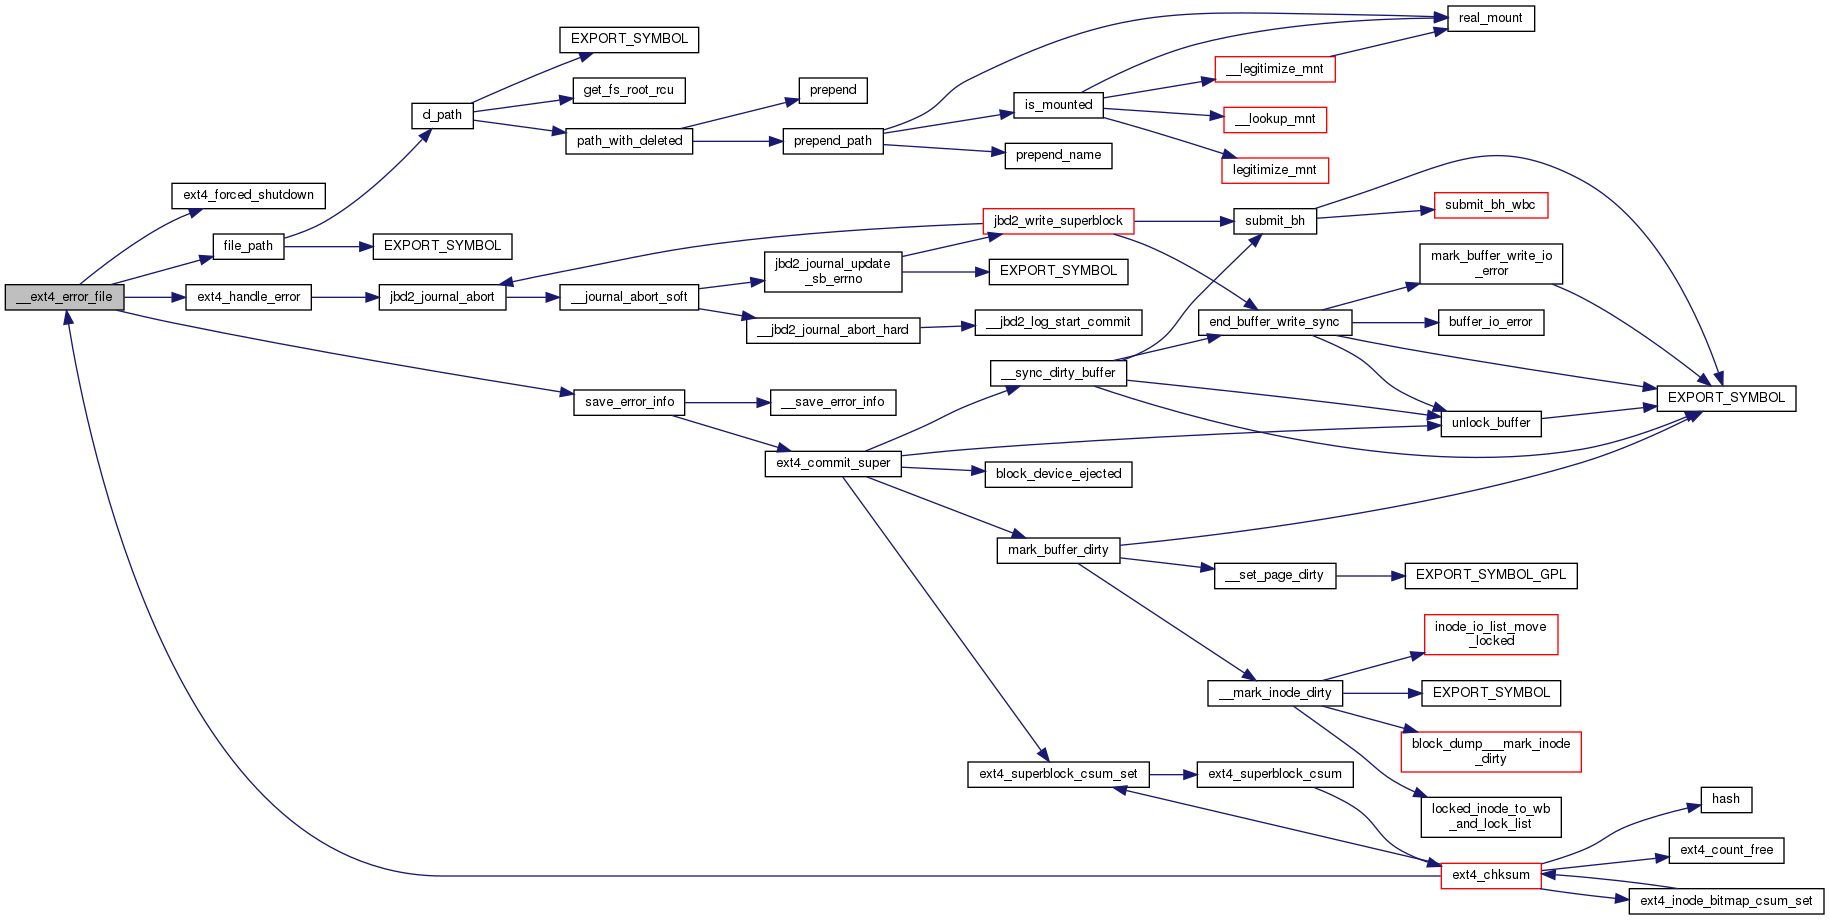 real_mount
EXPORT_SYMBOL
__legitimize_mnt
get_fs_root_rcu
prepend
is_mounted
d_path
__lookup_mnt
path_with_deleted
prepend_path
prepend_name
legitimize_mnt
ext4_forced_shutdown
submit_bh_wbc
jbd2_write_superblock
submit_bh
file_path
EXPORT_SYMBOL
mark_buffer_write_io
_error
jbd2_journal_update
_sb_errno
EXPORT_SYMBOL
__ext4_error_file
ext4_handle_error
jbd2_journal_abort
__journal_abort_soft
__jbd2_log_start_commit
end_buffer_write_sync
buffer_io_error
__jbd2_journal_abort_hard
__sync_dirty_buffer
save_error_info
__save_error_info
EXPORT_SYMBOL
unlock_buffer
ext4_commit_super
block_device_ejected
mark_buffer_dirty
__set_page_dirty
EXPORT_SYMBOL_GPL
inode_io_list_move
_locked
__mark_inode_dirty
EXPORT_SYMBOL
block_dump___mark_inode
_dirty
ext4_superblock_csum_set
ext4_superblock_csum
hash
locked_inode_to_wb
_and_lock_list
ext4_count_free
ext4_chksum
ext4_inode_bitmap_csum_set